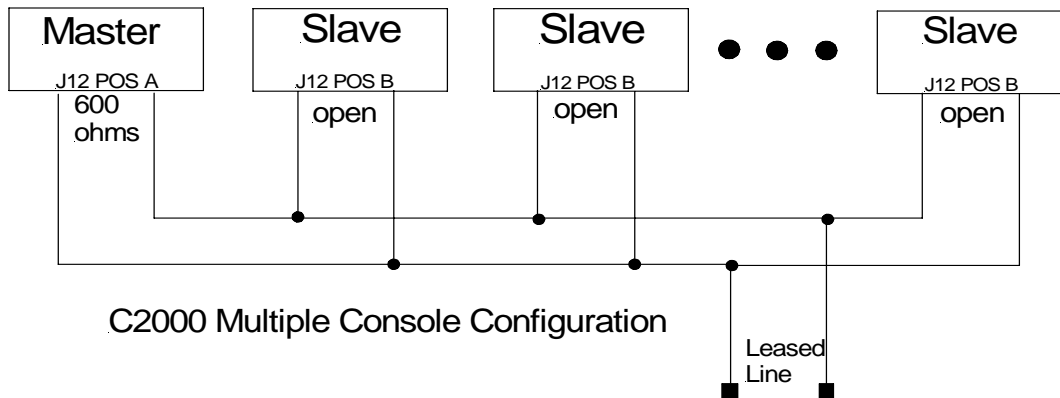 Master
J12 POS A
600
ohms
Slave
J12 POS B
open
Slave
J12 POS B
open
Slave
J12 POS B
open
C2000 Multiple Console Configuration
Leased
Line